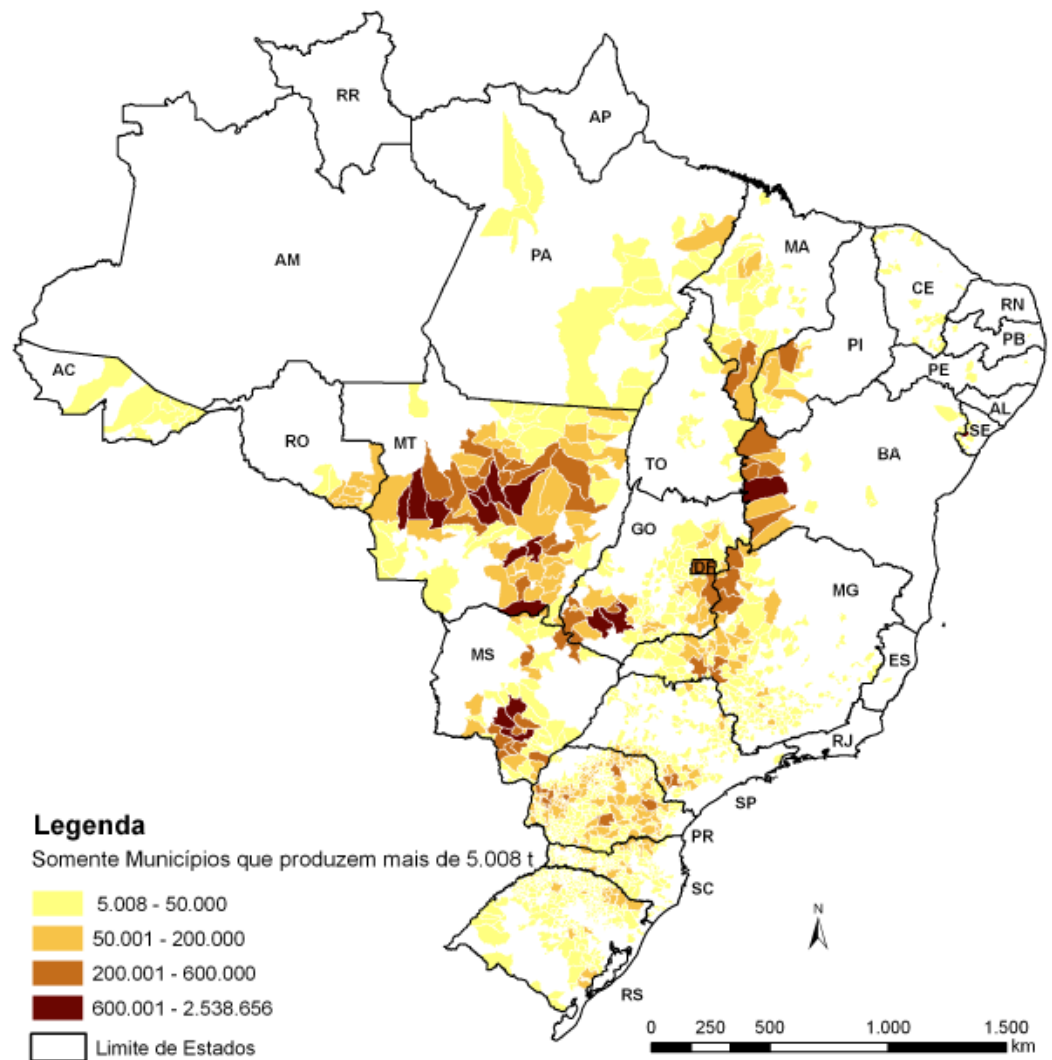 RR
AP
AM
PA
MA
CE
RN
PB
PI
PE
AC
AL
SE
RO
MT
TO
BA
GO
DF
MG
MS
ES
RJ
SP
PR
SC
RS
Legenda
Somente Municípios que produzem mais de 5.008 t
5.008 - 50.000
50.001 - 200.000
200.001 - 600.000
600.001 - 2.538.656
Limite de Estados
N
0 250 500 1.000 1.500
km